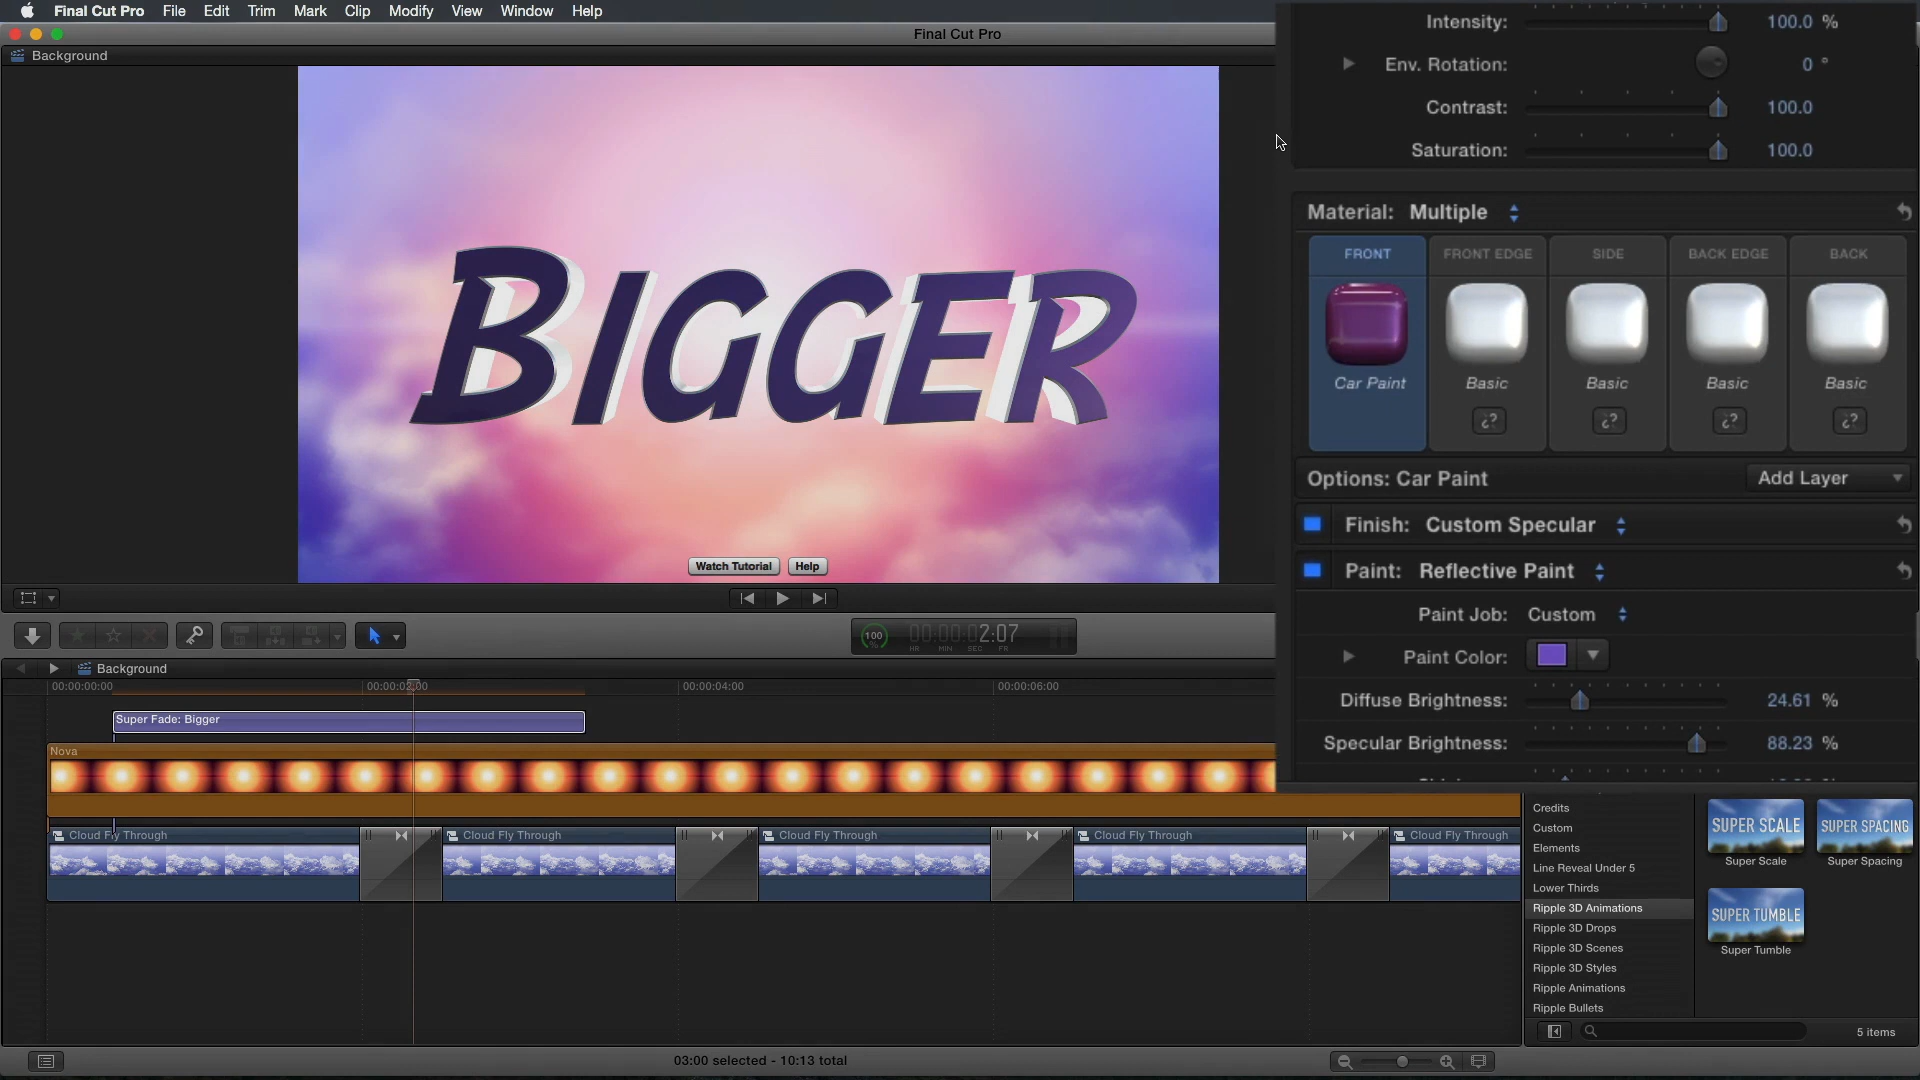 Final Cut Pro File Edit Trim Mark Clip Modify View Window Help
Final Cut Pro
Background
BIGGER
Watch Tutorial Help
Intensity: 100.0 %
Env. Rotation: 0 °
Contrast: 100.0
Saturation: 100.0
Material: Multiple
FRONT FRONT EDGE SIDE BACK EDGE BACK
Car Paint Basic Basic Basic Basic
¿? ¿? ¿? ¿?
Options: Car Paint Add Layer
Finish: Custom Specular
Paint: Reflective Paint
Paint Job: Custom
Paint Color:
Diffuse Brightness: 24.61 %
Specular Brightness: 88.23 %
100 % 00:00:02:07
HR MIN SEC FR
Background
00:00:00:00 00:00:02:00 00:00:04:00 00:00:06:00
Super Fade: Bigger
Nova
Cloud Fly Through Cloud Fly Through Cloud Fly Through Cloud Fly Through Cloud Fly Through
Credits
Custom
Elements
Line Reveal Under 5
Lower Thirds
Ripple 3D Animations
Ripple 3D Drops
Ripple 3D Scenes
Ripple 3D Styles
Ripple Animations
Ripple Bullets
SUPER SCALE SUPER SPACING
Super Scale Super Spacing
SUPER TUMBLE
Super Tumble
5 items
03:00 selected - 10:13 total